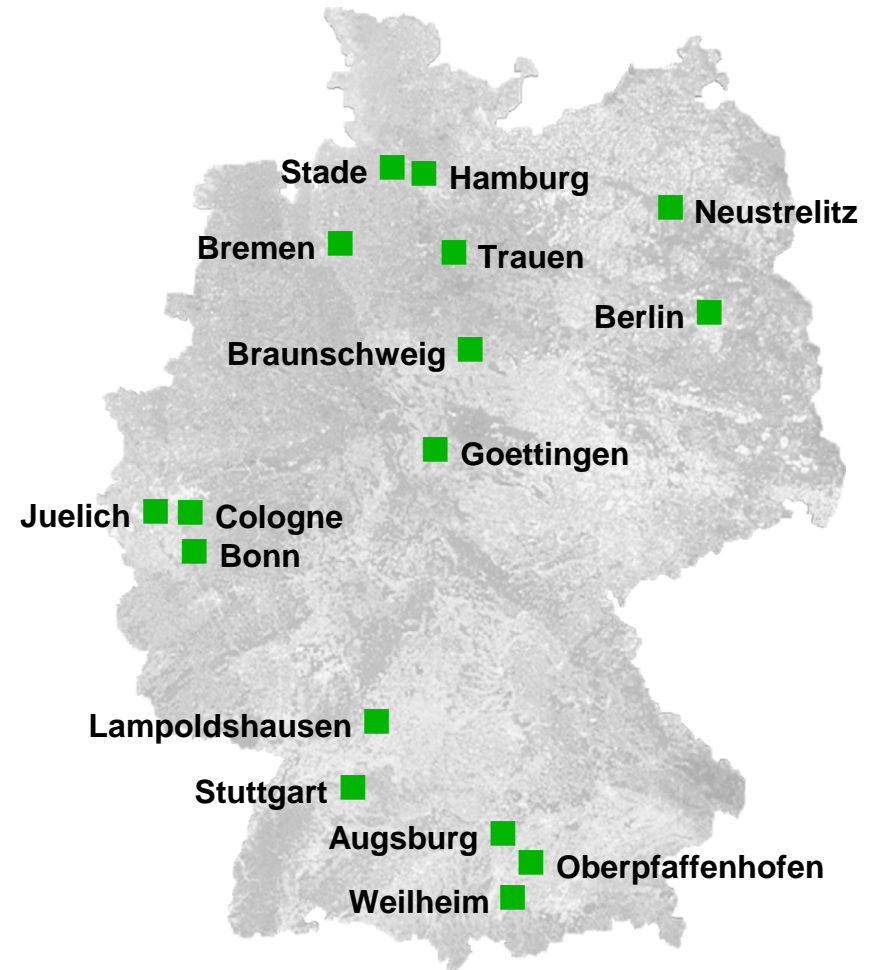 Stade
Hamburg
Neustrelitz
Bremen
Trauen
Berlin
Braunschweig
Goettingen
Juelich
Cologne
Bonn
Lampoldshausen
Stuttgart
Augsburg
Oberpfaffenhofen
Weilheim